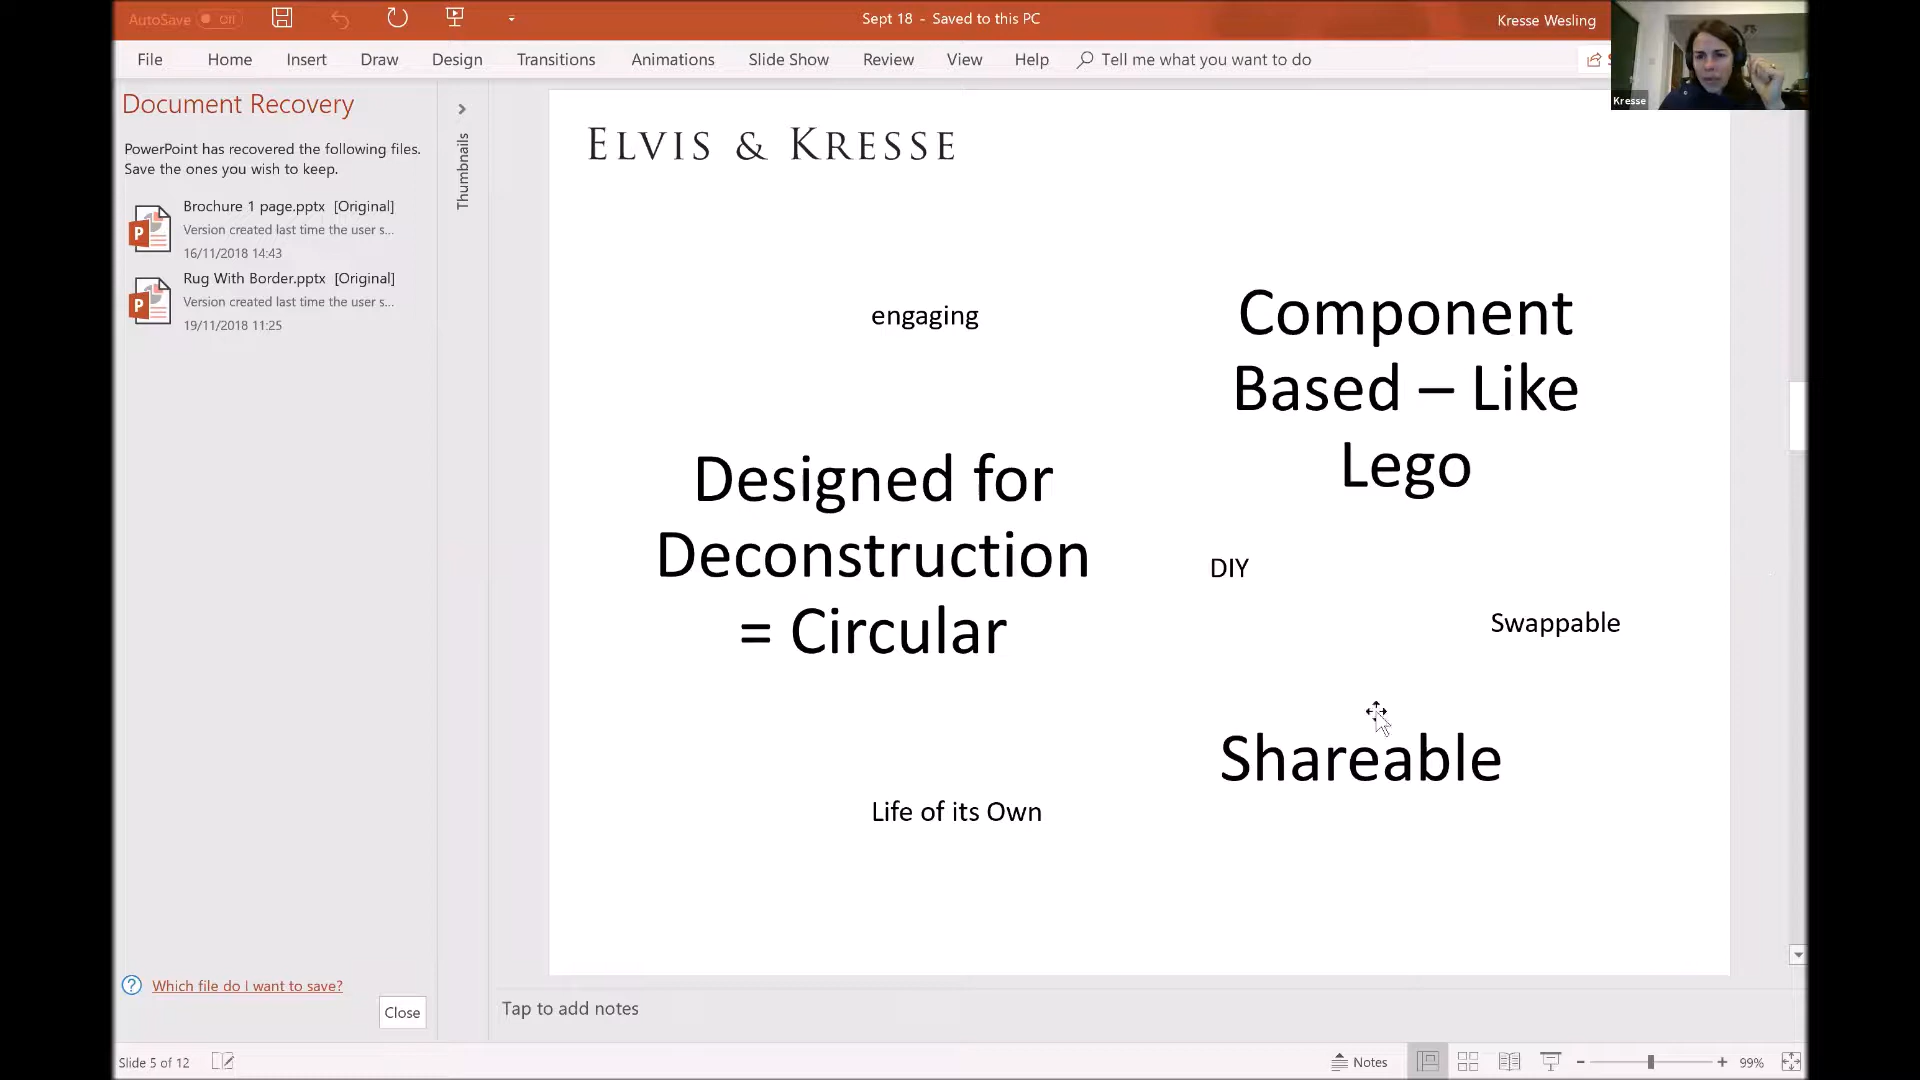 AutoSave Off
Sept 18 - Saved to this PC
Kresse Wesling
File Home Insert Draw Design Transitions Animations Slide Show Review View Help Tell me what you want to do
Kresse
Document Recovery
PowerPoint has recovered the following files.
Save the ones you wish to keep.
Brochure 1 page.pptx [Original]
Version created last time the user s...
16/11/2018 14:43
Rug With Border.pptx [Original]
Version created last time the user s...
19/11/2018 11:25
Which file do I want to save?
Close
Thumbnails
ELVIS & KRESSE
engaging
Component
Based – Like
Lego
Designed for
Deconstruction
= Circular
DIY
Swappable
Shareable
Life of its Own
Tap to add notes
Slide 5 of 12
Notes
99%